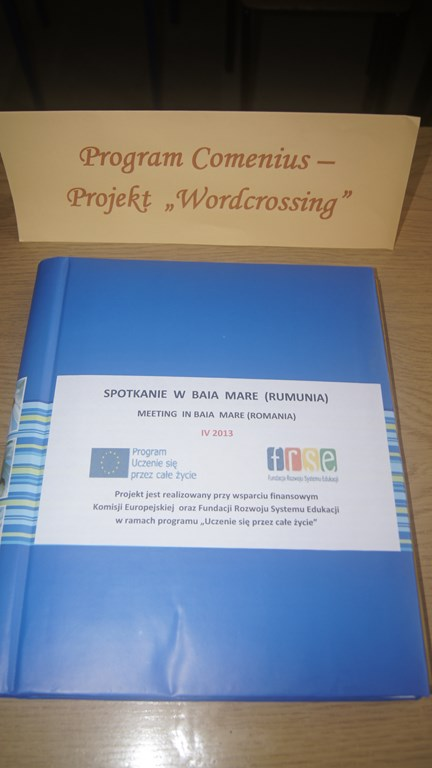 Program Comenius –
Projekt „Wordcrossing”
SPOTKANIE W BAIA MARE (RUMUNIA)
MEETING IN BAIA MARE (ROMANIA)
IV 2013
Program
Uczenie się
przez całe życie
frse
Fundacja Rozwoju Systemu Edukacji
Projekt jest realizowany przy wsparciu finansowym
Komisji Europejskiej oraz Fundacji Rozwoju Systemu Edukacji
w ramach programu „Uczenie się przez całe życie”